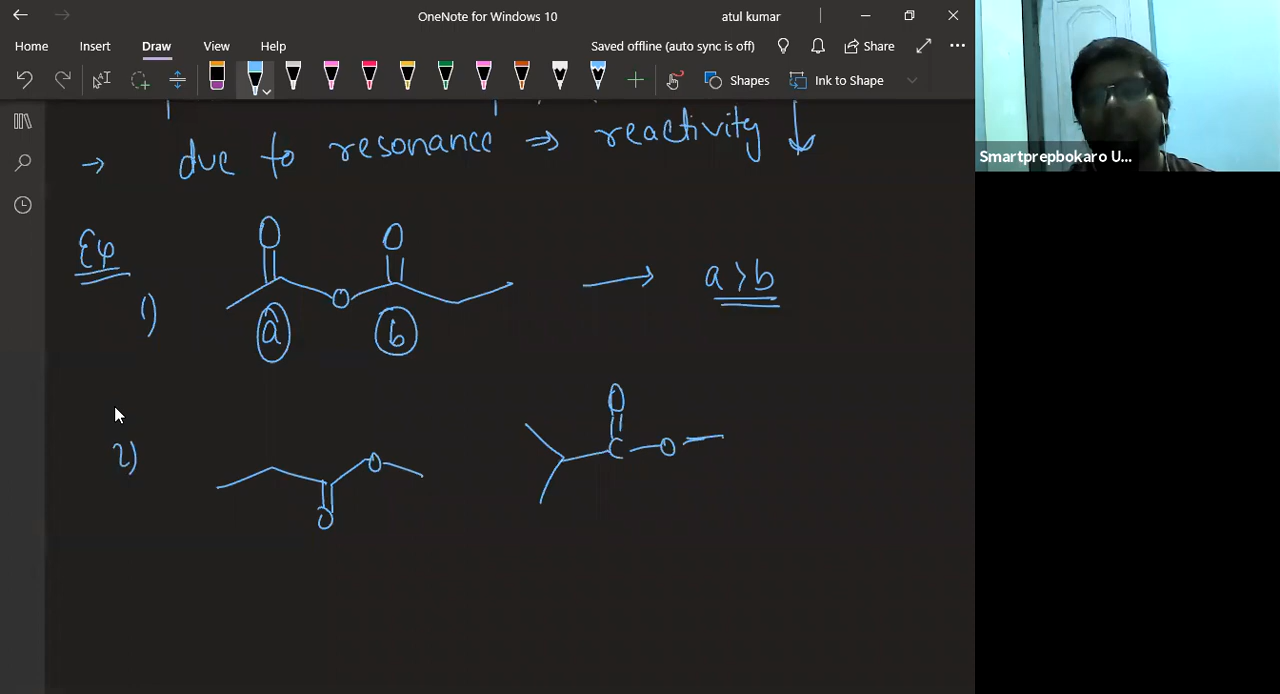 OneNote for Windows 10
atul kumar
Home Insert Draw View Help
Saved offline (auto sync is off)
Share
Shapes
Ink to Shape
Smartprepbokaro U...
→ due to resonance ⇒ reactivity ↓
O O
1) O → a > b
a b
O
2) O C O
O